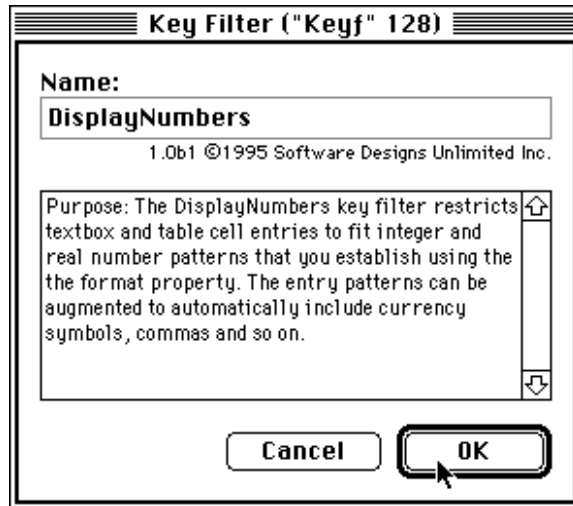 Key Filter ("Keyf" 128)
Name:
DisplayNumbers
1.0b1 ©1995 Software Designs Unlimited Inc.
Purpose: The DisplayNumbers key filter restricts
textbox and table cell entries to fit integer and
real number patterns that you establish using the
the format property. The entry patterns can be
augmented to automatically include currency
symbols, commas and so on.
Cancel
OK